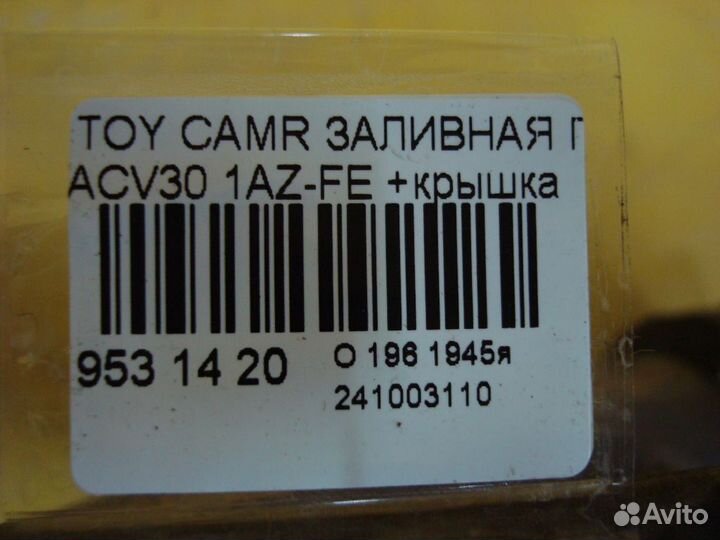 TOY CAMR ЗАЛИВНАЯ
ACV30 1AZ-FE +крышка
953 14 20
О 196 1945я
241003110
Avito